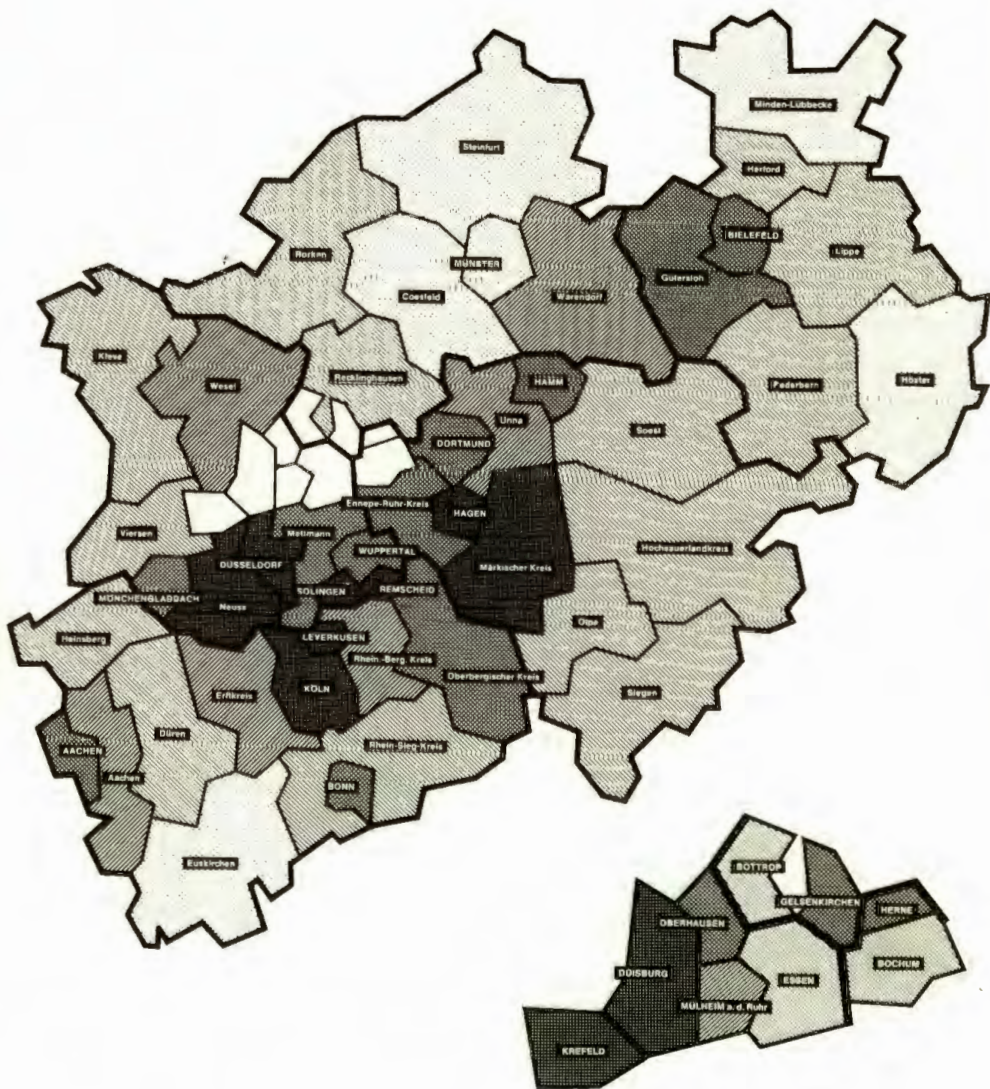 Minden-Lübbecke
Steinfurt
Herford
BIELEFELD
Borken
MÜNSTER
Lippe
Coesfeld
Warendorf
Gütersloh
Kleve
Wesel
Recklinghausen
HAMM
Paderborn
Höxter
Unna
Soest
DORTMUND
Ennepe-Ruhr-Kreis
HAGEN
Viersen
Mettmann
WUPPERTAL
Hochsauerlandkreis
DÜSSELDORF
Märkischer Kreis
SOLINGEN
REMSCHEID
MÖNCHENGLADBACH
Neuss
Olpe
Heinsberg
LEVERKUSEN
Rhein.-Berg. Kreis
Oberbergischer Kreis
KÖLN
Erftkreis
Siegen
Düren
Rhein-Sieg-Kreis
AACHEN
Aachen
BONN
Euskirchen
BOTTROP
GELSENKIRCHEN
HERNE
OBERHAUSEN
BOCHUM
DUISBURG
ESSEN
MÜLHEIM a.d. Ruhr
KREFELD